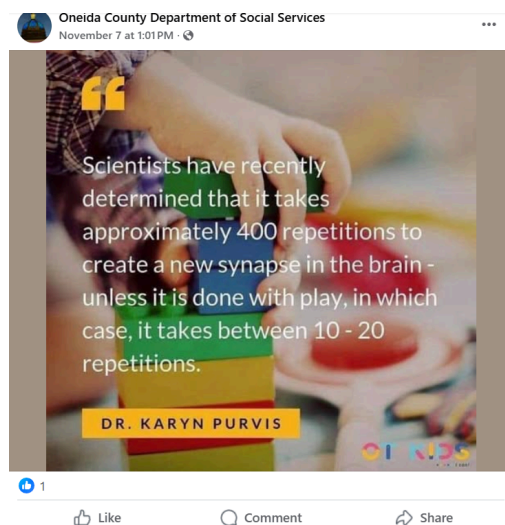 Oneida County Department of Social Services
November 7 at 1:01 PM ·
Scientists have recently
determined that it takes
approximately 400 repetitions to
create a new synapse in the brain -
unless it is done with play, in which
case, it takes between 10 - 20
repetitions.
DR. KARYN PURVIS
OT KIDS
1
Like Comment Share